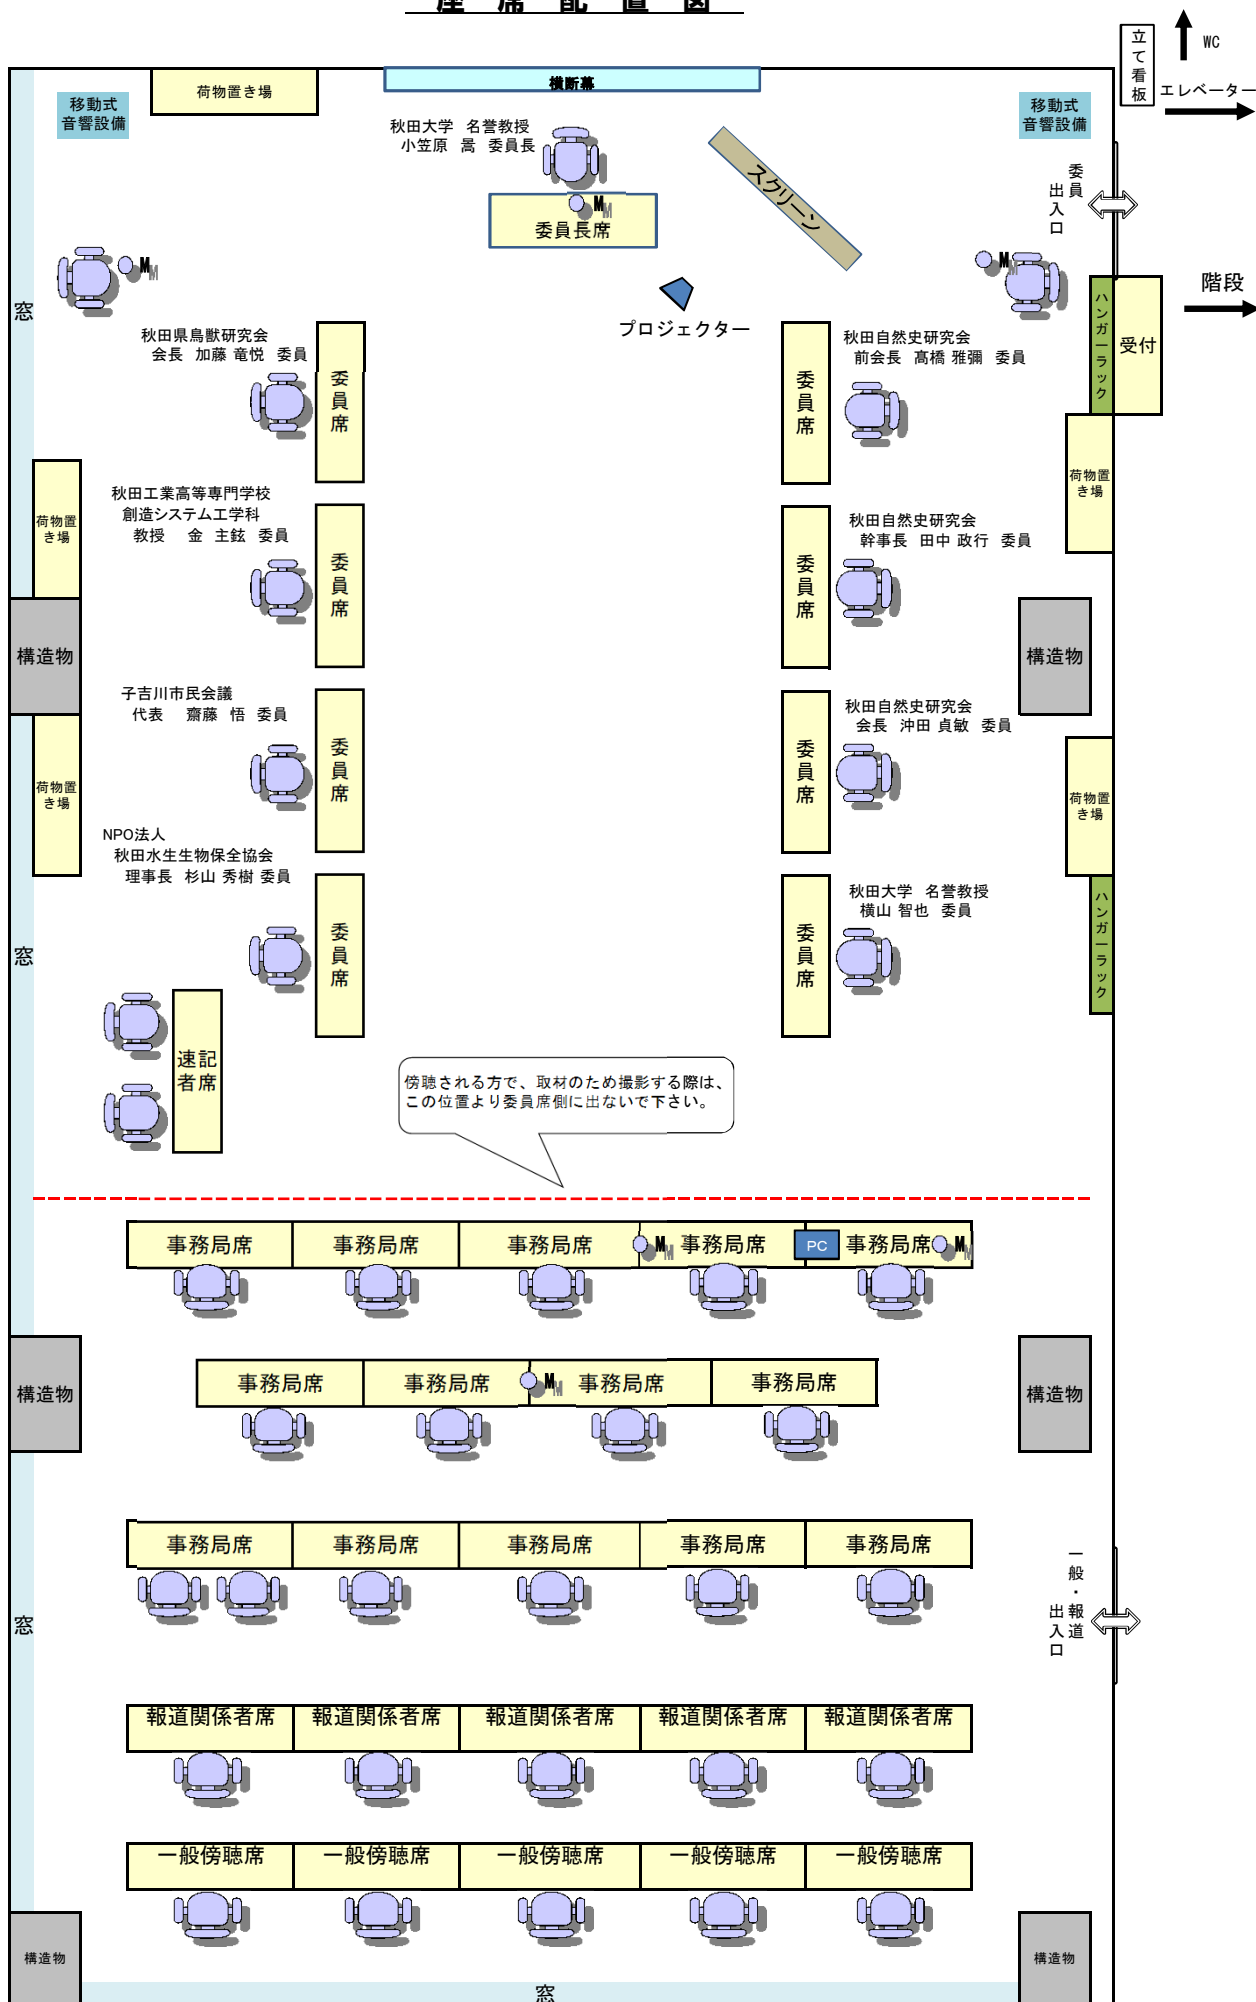 座席配置図
立て看板
WC
エレベーター
荷物置き場
横断幕
移動式
音響設備
移動式
音響設備
秋田大学 名誉教授
小笠原 暠 委員長
スクリーン
委員
出入口
M
委員長席
M
M
窓
階段
プロジェクター
ハンガーラック
受付
秋田県鳥獣研究会
会長 加藤 竜悦 委員
委員席
秋田自然史研究会
前会長 髙橋 雅彌 委員
委員席
荷物置
き場
荷物置
き場
秋田工業高等専門学校
創造システム工学科
教授 金 主鉉 委員
委員席
秋田自然史研究会
幹事長 田中 政行 委員
委員席
構造物
構造物
子吉川市民会議
代表 齋藤 悟 委員
委員席
秋田自然史研究会
会長 沖田 貞敏 委員
委員席
荷物置
き場
荷物置
き場
NPO法人
秋田水生生物保全協会
理事長 杉山 秀樹 委員
委員席
秋田大学 名誉教授
横山 智也 委員
委員席
ハンガーラック
窓
速記
者席
傍聴される方で、取材のため撮影する際は、
この位置より委員席側に出ないで下さい。
事務局席 事務局席 事務局席 M 事務局席 PC 事務局席 M
構造物
事務局席 事務局席 M 事務局席 事務局席
構造物
事務局席 事務局席 事務局席 事務局席 事務局席
一般・報道
出入口
窓
報道関係者席 報道関係者席 報道関係者席 報道関係者席 報道関係者席
一般傍聴席 一般傍聴席 一般傍聴席 一般傍聴席 一般傍聴席
構造物
構造物
窓